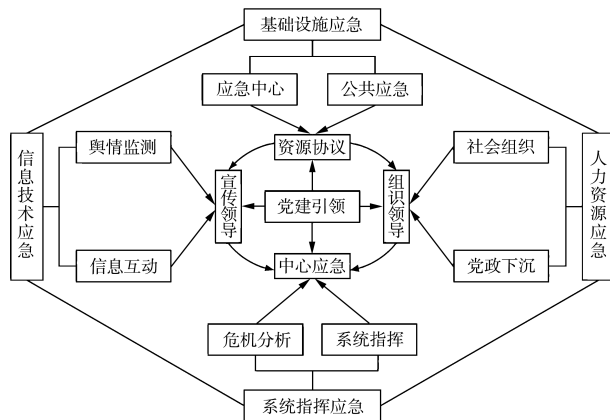 基础设施应急
应急中心
公共应急
资源协议
舆情监测
社会组织
信息技术应急
宣传领导
党建引领
组识领导
人力资源应急
信息互动
中心应急
党政下沉
危机分析
系统指挥
系统指挥应急